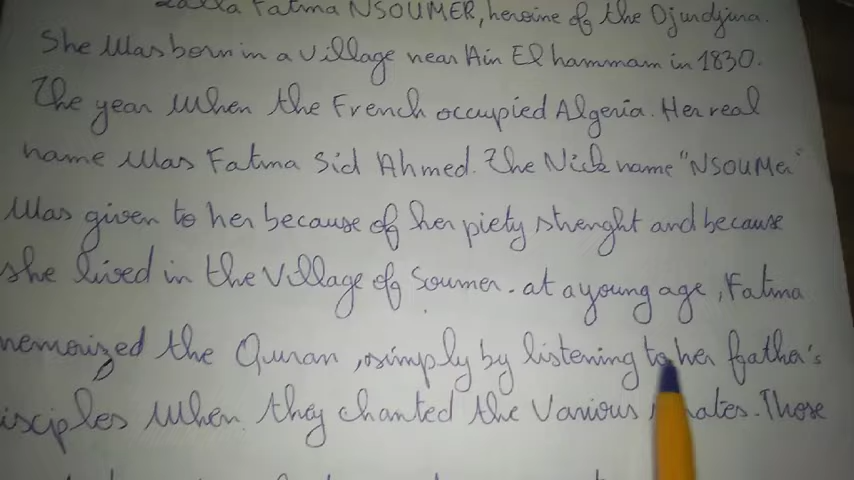 Fatma NSOUMER, heroine of the Djurdjura.
She was born in a village near Ain El hammam in 1830.
The year when the French occupied Algeria. Her real
name was Fatma Sid Ahmed. The Nick name "NSOUMer"
was given to her because of her piety strenght and because
she lived in the village of Soumer. at a young age, Fatma
memorized the Quran, simply by listening to her father's
isciples when they chanted the various . Those